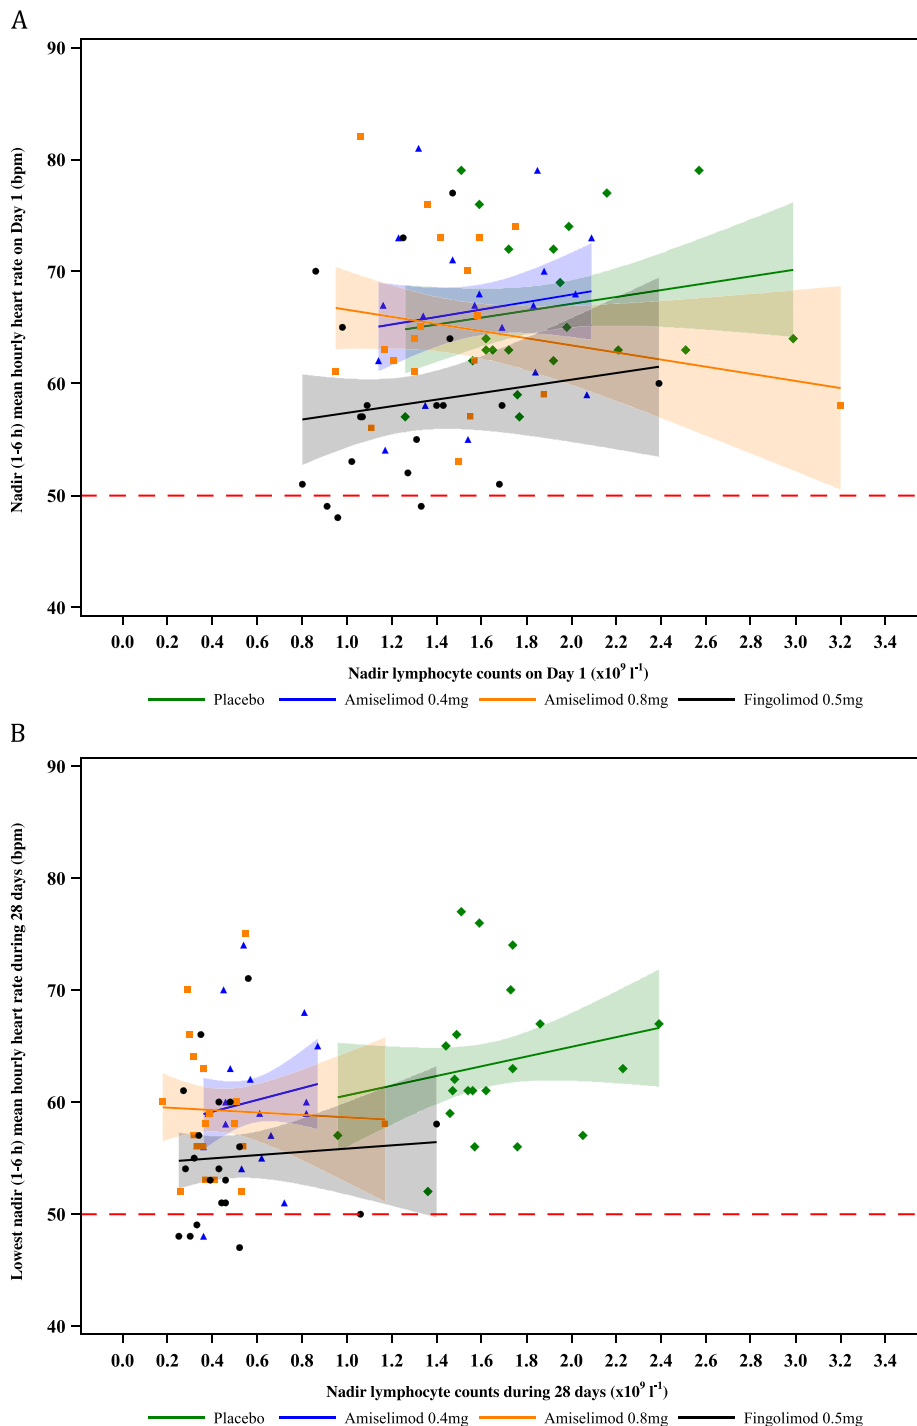 A
Nadir (1-6 h) mean hourly heart rate on Day 1 (bpm)
90
80
70
60
50
40
0.0 0.2 0.4 0.6 0.8 1.0 1.2 1.4 1.6 1.8 2.0 2.2 2.4 2.6 2.8 3.0 3.2 3.4
Nadir lymphocyte counts on Day 1 (x10⁹ l⁻¹)
Placebo Amiselimod 0.4mg Amiselimod 0.8mg Fingolimod 0.5mg
B
Lowest nadir (1-6 h) mean hourly heart rate during 28 days (bpm)
90
80
70
60
50
40
0.0 0.2 0.4 0.6 0.8 1.0 1.2 1.4 1.6 1.8 2.0 2.2 2.4 2.6 2.8 3.0 3.2 3.4
Nadir lymphocyte counts during 28 days (x10⁹ l⁻¹)
Placebo Amiselimod 0.4mg Amiselimod 0.8mg Fingolimod 0.5mg